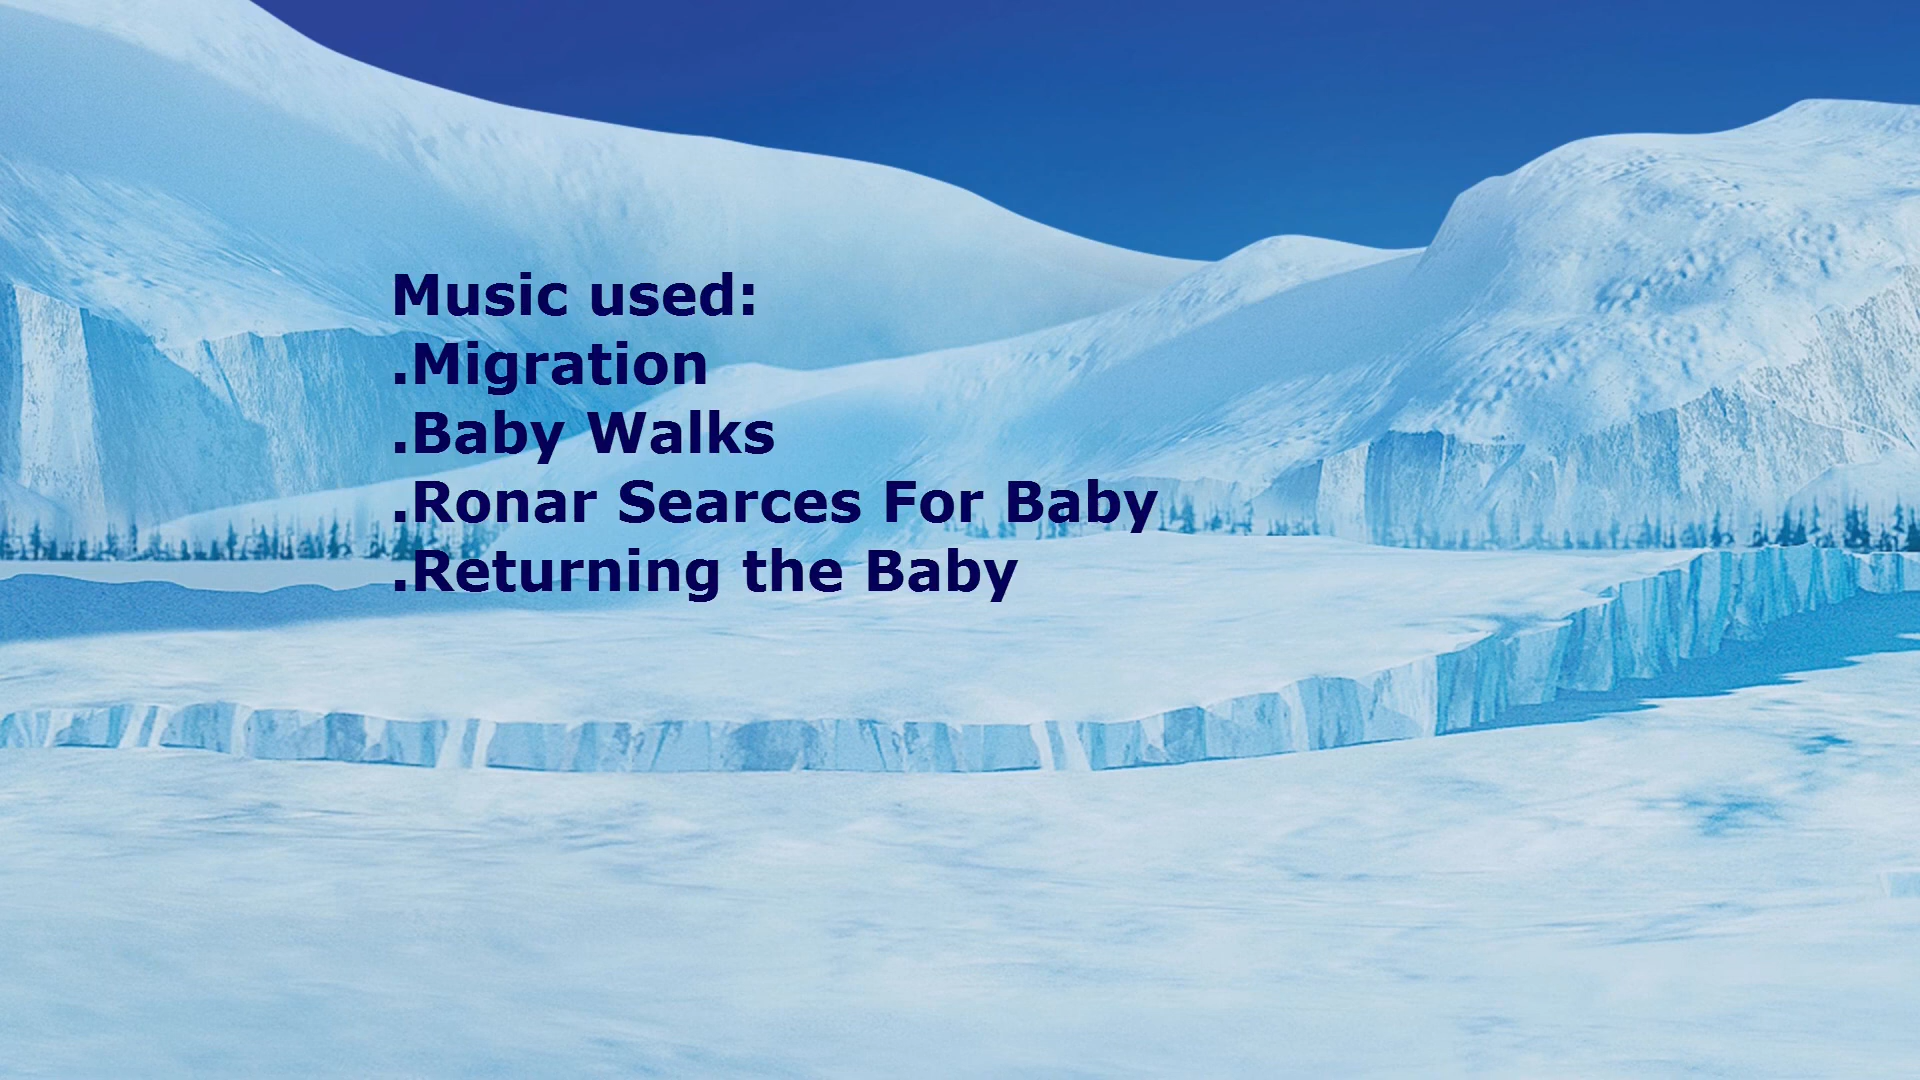 Music used:
.Migration
.Baby Walks
.Ronar Searces For Baby
.Returning the Baby